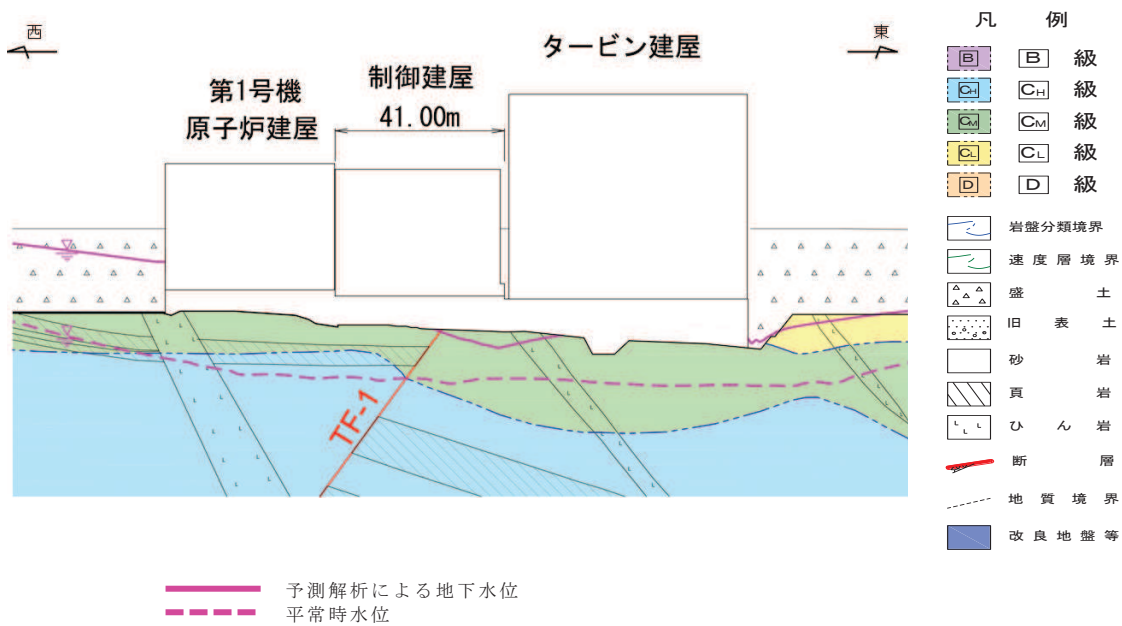 西
東
タービン建屋
制御建屋
41.00m
第1号機
原子炉建屋
TF-1
凡 例
B B 級
CH CH 級
CM CM 級
CL CL 級
D D 級
岩盤分類境界
速度層境界
盛土
旧表土
砂岩
頁岩
ひん岩
断層
地質境界
改良地盤等
予測解析による地下水位
平常時水位